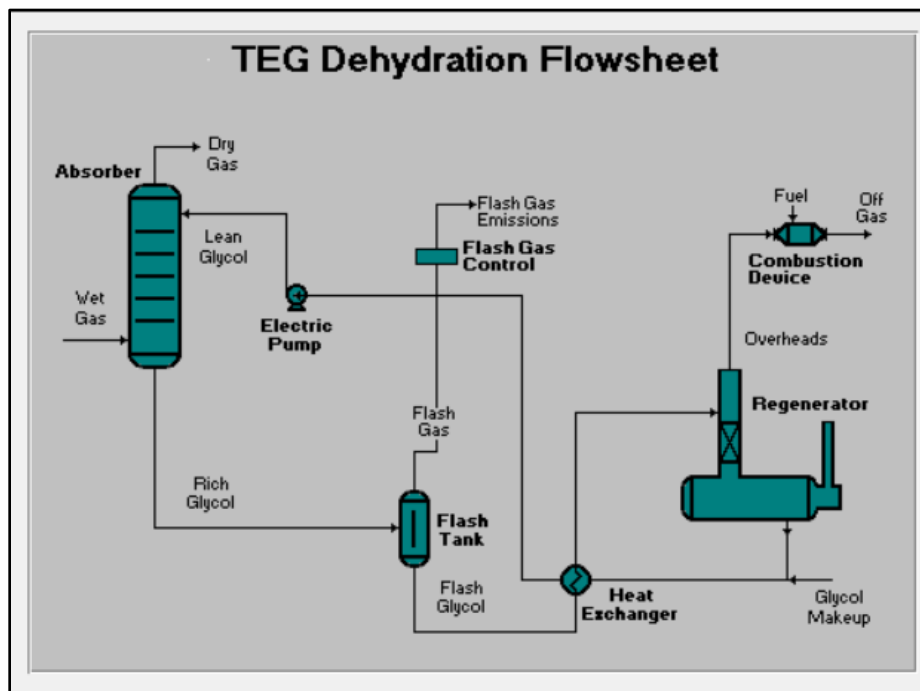 TEG Dehydration Flowsheet
Dry
Gas
Absorber
Lean
Glycol
Wet
Gas
Electric
Pump
Flash Gas
Emissions
Flash Gas
Control
Fuel
Off
Gas
Combustion
Device
Overheads
Regenerator
Flash
Gas
Rich
Glycol
Flash
Tank
Flash
Glycol
Heat
Exchanger
Glycol
Makeup